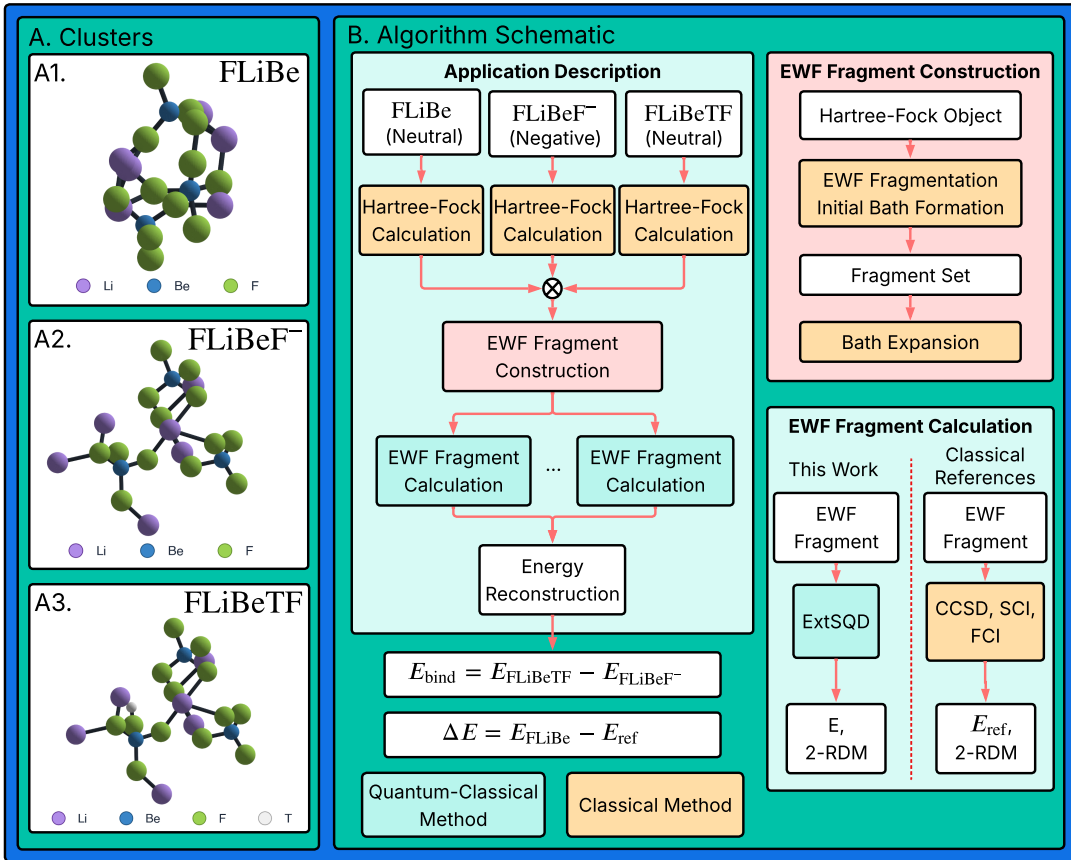 A. Clusters
A1.
FLiBe
Li
Be
F
A2.
FLiBeF⁻
Li
Be
F
A3.
FLiBeTF
Li
Be
F
T
B. Algorithm Schematic
Application Description
FLiBe
(Neutral)
FLiBeF⁻
(Negative)
FLiBeTF
(Neutral)
Hartree-Fock
Calculation
Hartree-Fock
Calculation
Hartree-Fock
Calculation
EWF Fragment
Construction
EWF Fragment
Calculation
...
EWF Fragment
Calculation
Energy
Reconstruction
E_bind = E_FLiBeTF − E_FLiBeF⁻
ΔE = E_FLiBe − E_ref
Quantum-Classical
Method
Classical Method
EWF Fragment Construction
Hartree-Fock Object
EWF Fragmentation
Initial Bath Formation
Fragment Set
Bath Expansion
EWF Fragment Calculation
This Work
EWF
Fragment
ExtSQD
E,
2-RDM
Classical
References
EWF
Fragment
CCSD, SCI,
FCI
E_ref,
2-RDM